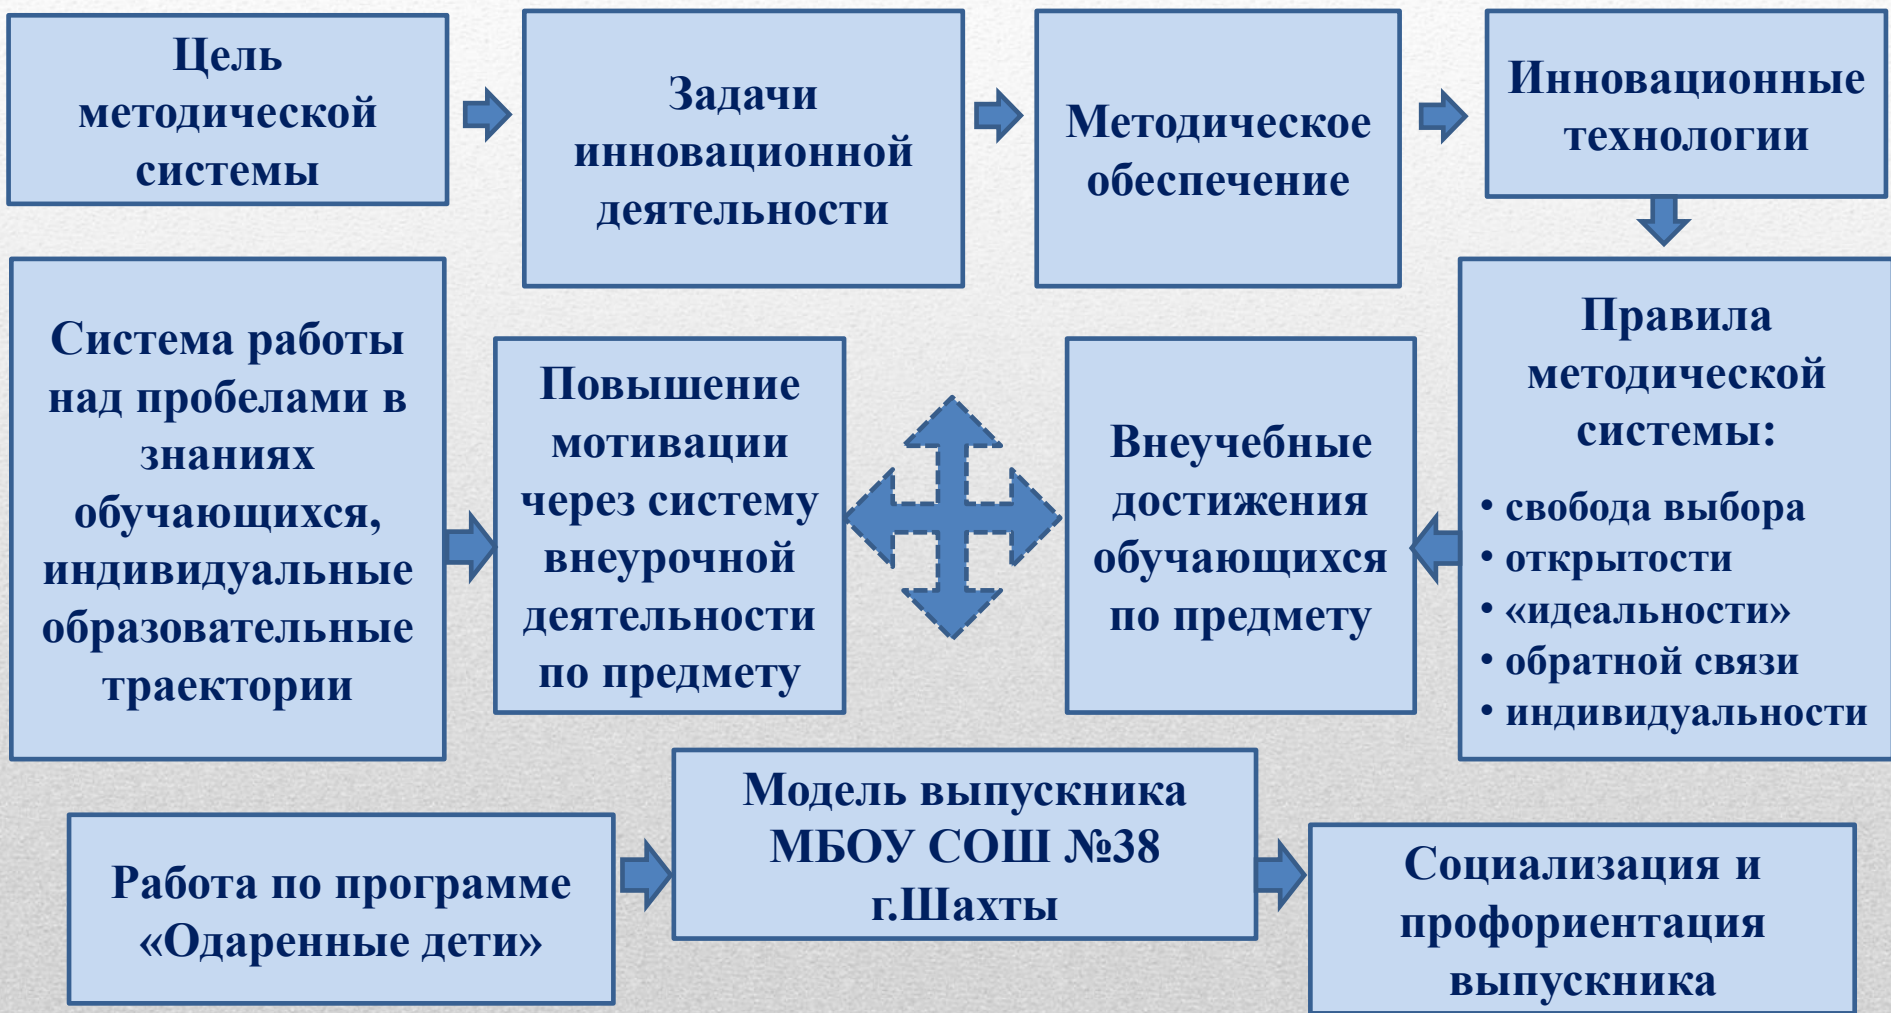 Цель
методической
системы
Задачи
инновационной
деятельности
Методическое
обеспечение
Инновационные
технологии
Система работы
над пробелами в
знаниях
обучающихся,
индивидуальные
образовательные
траектории
Повышение
мотивации
через систему
внеурочной
деятельности
по предмету
Внеучебные
достижения
обучающихся
по предмету
Правила
методической
системы:
• свобода выбора
• открытости
• «идеальности»
• обратной связи
• индивидуальности
Работа по программе
«Одаренные дети»
Модель выпускника
МБОУ СОШ №38
г.Шахты
Социализация и
профориентация
выпускника